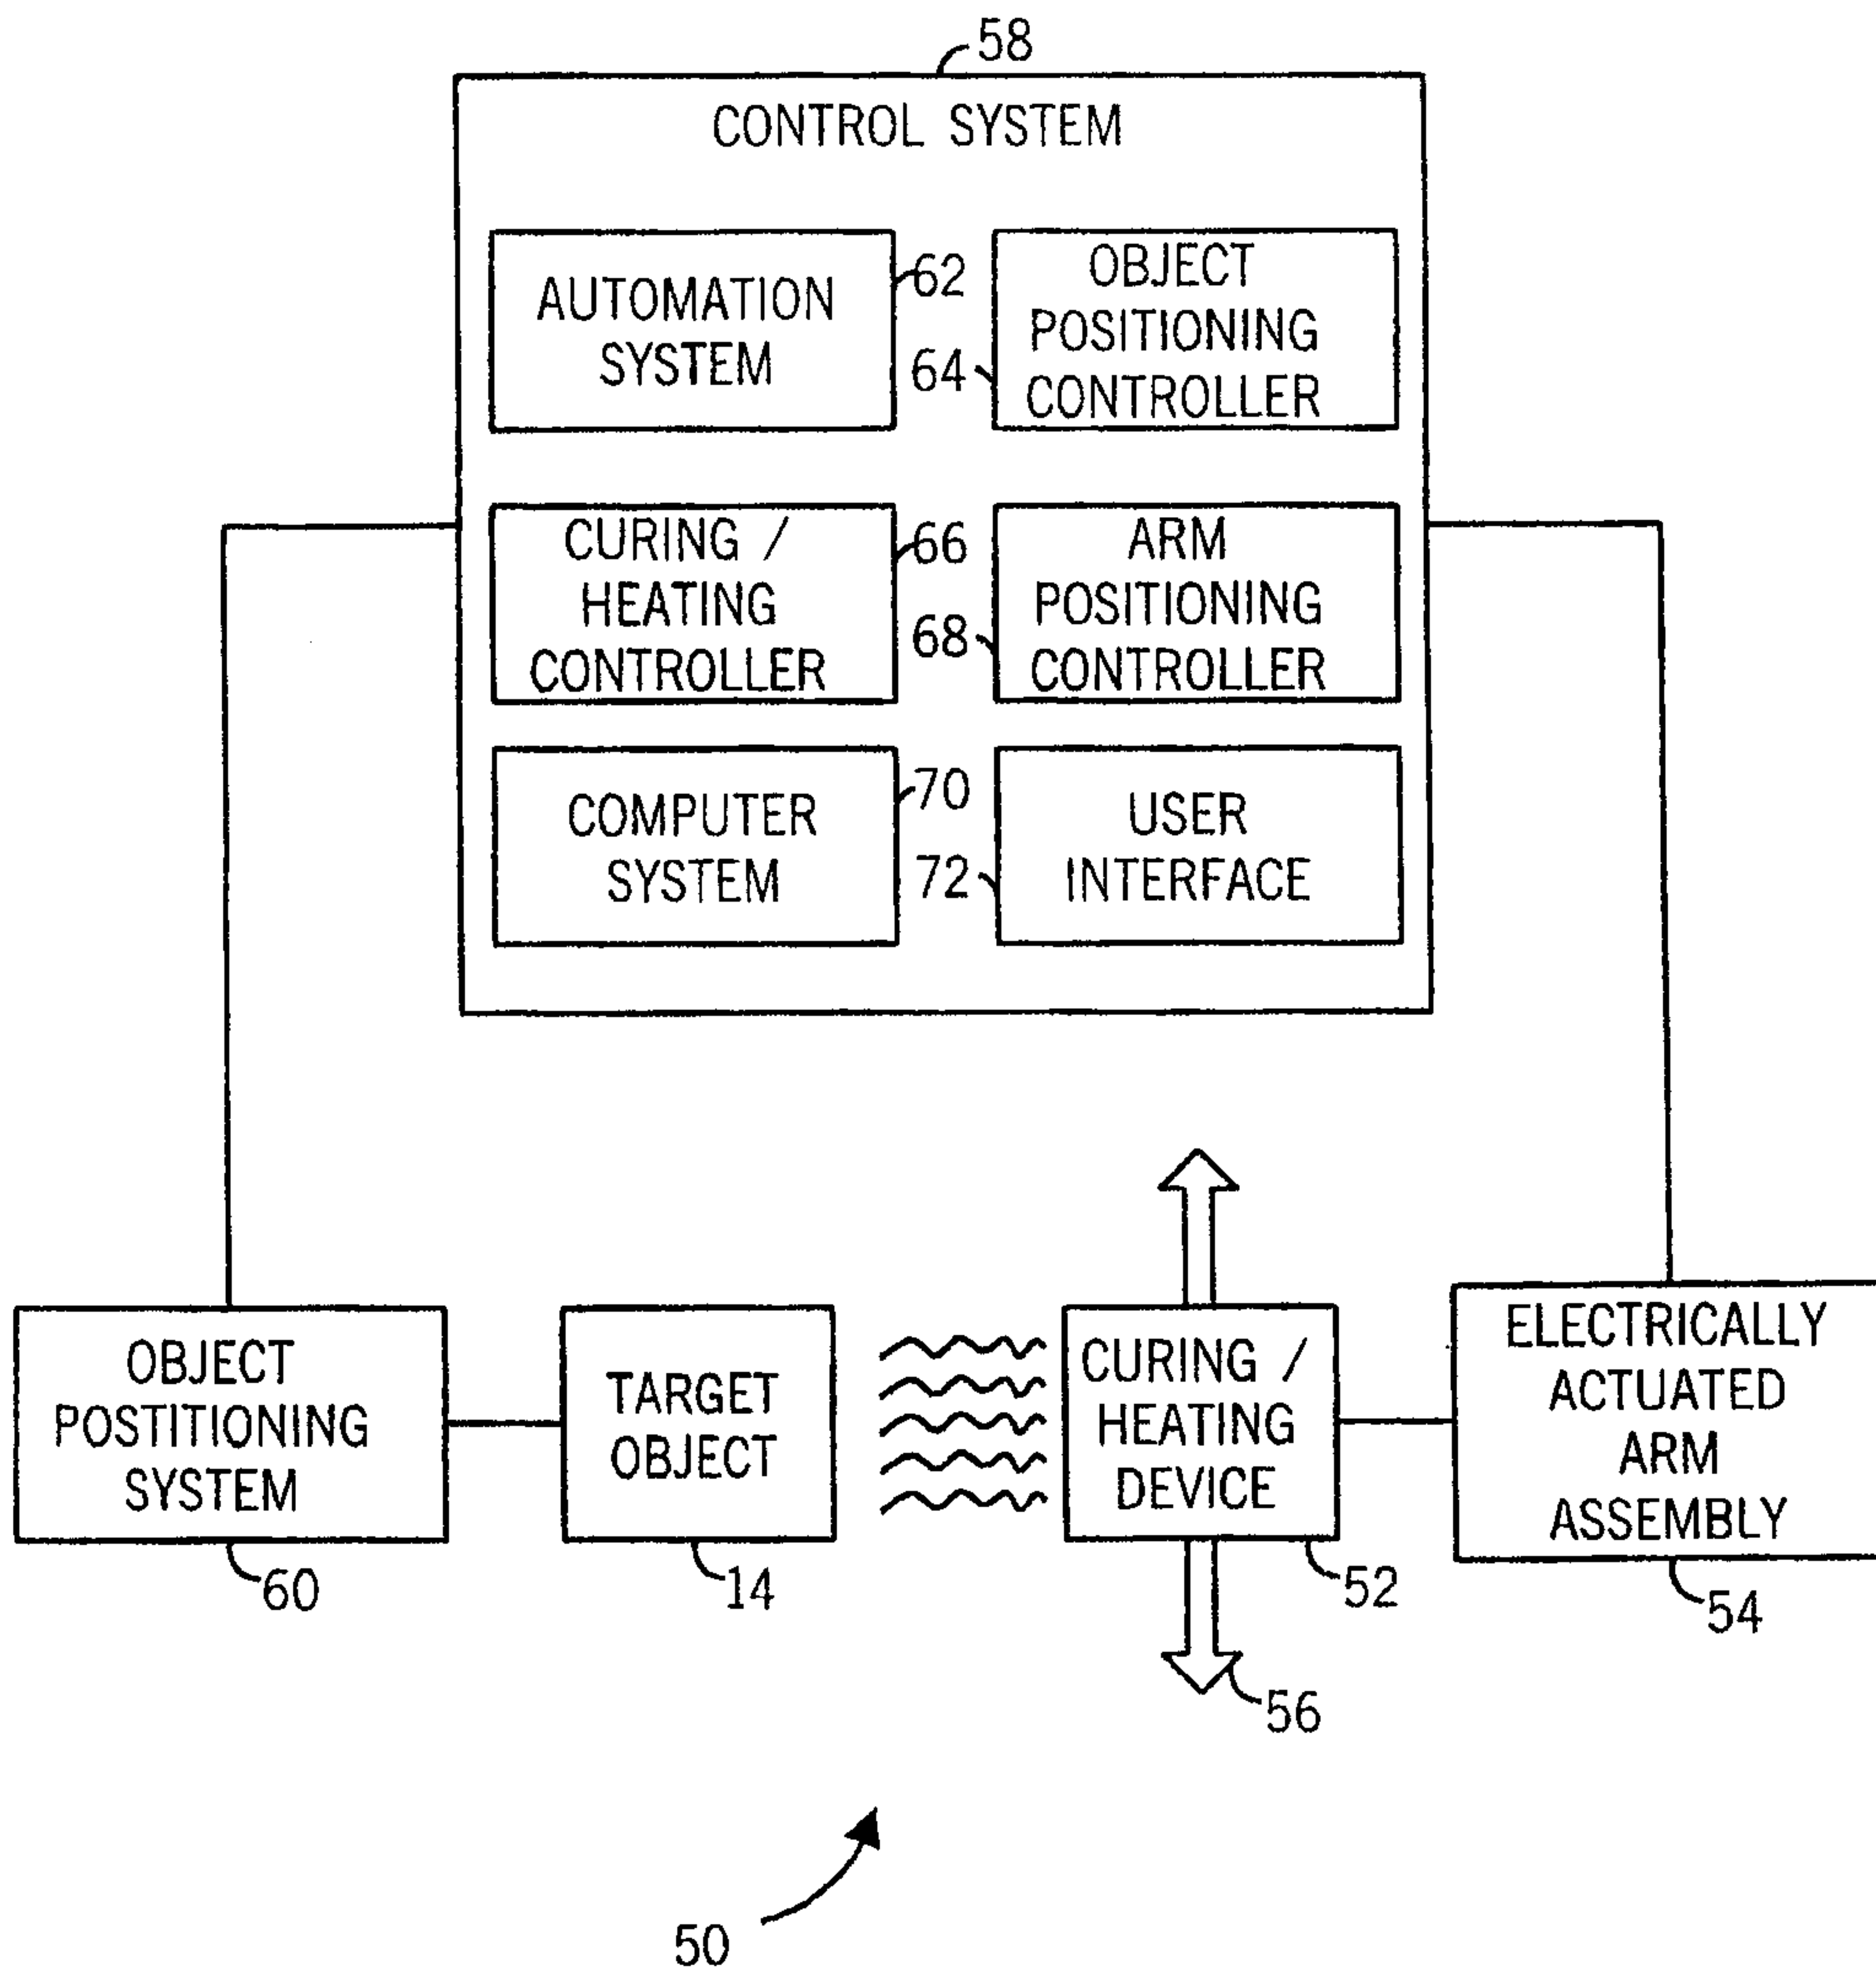 58
CONTROL SYSTEM
AUTOMATION
SYSTEM
62
64
OBJECT
POSITIONING
CONTROLLER
CURING /
HEATING
CONTROLLER
66
68
ARM
POSITIONING
CONTROLLER
COMPUTER
SYSTEM
70
72
USER
INTERFACE
OBJECT
POSTITIONING
SYSTEM
60
TARGET
OBJECT
14
CURING /
HEATING
DEVICE
52
ELECTRICALLY
ACTUATED
ARM
ASSEMBLY
54
56
50